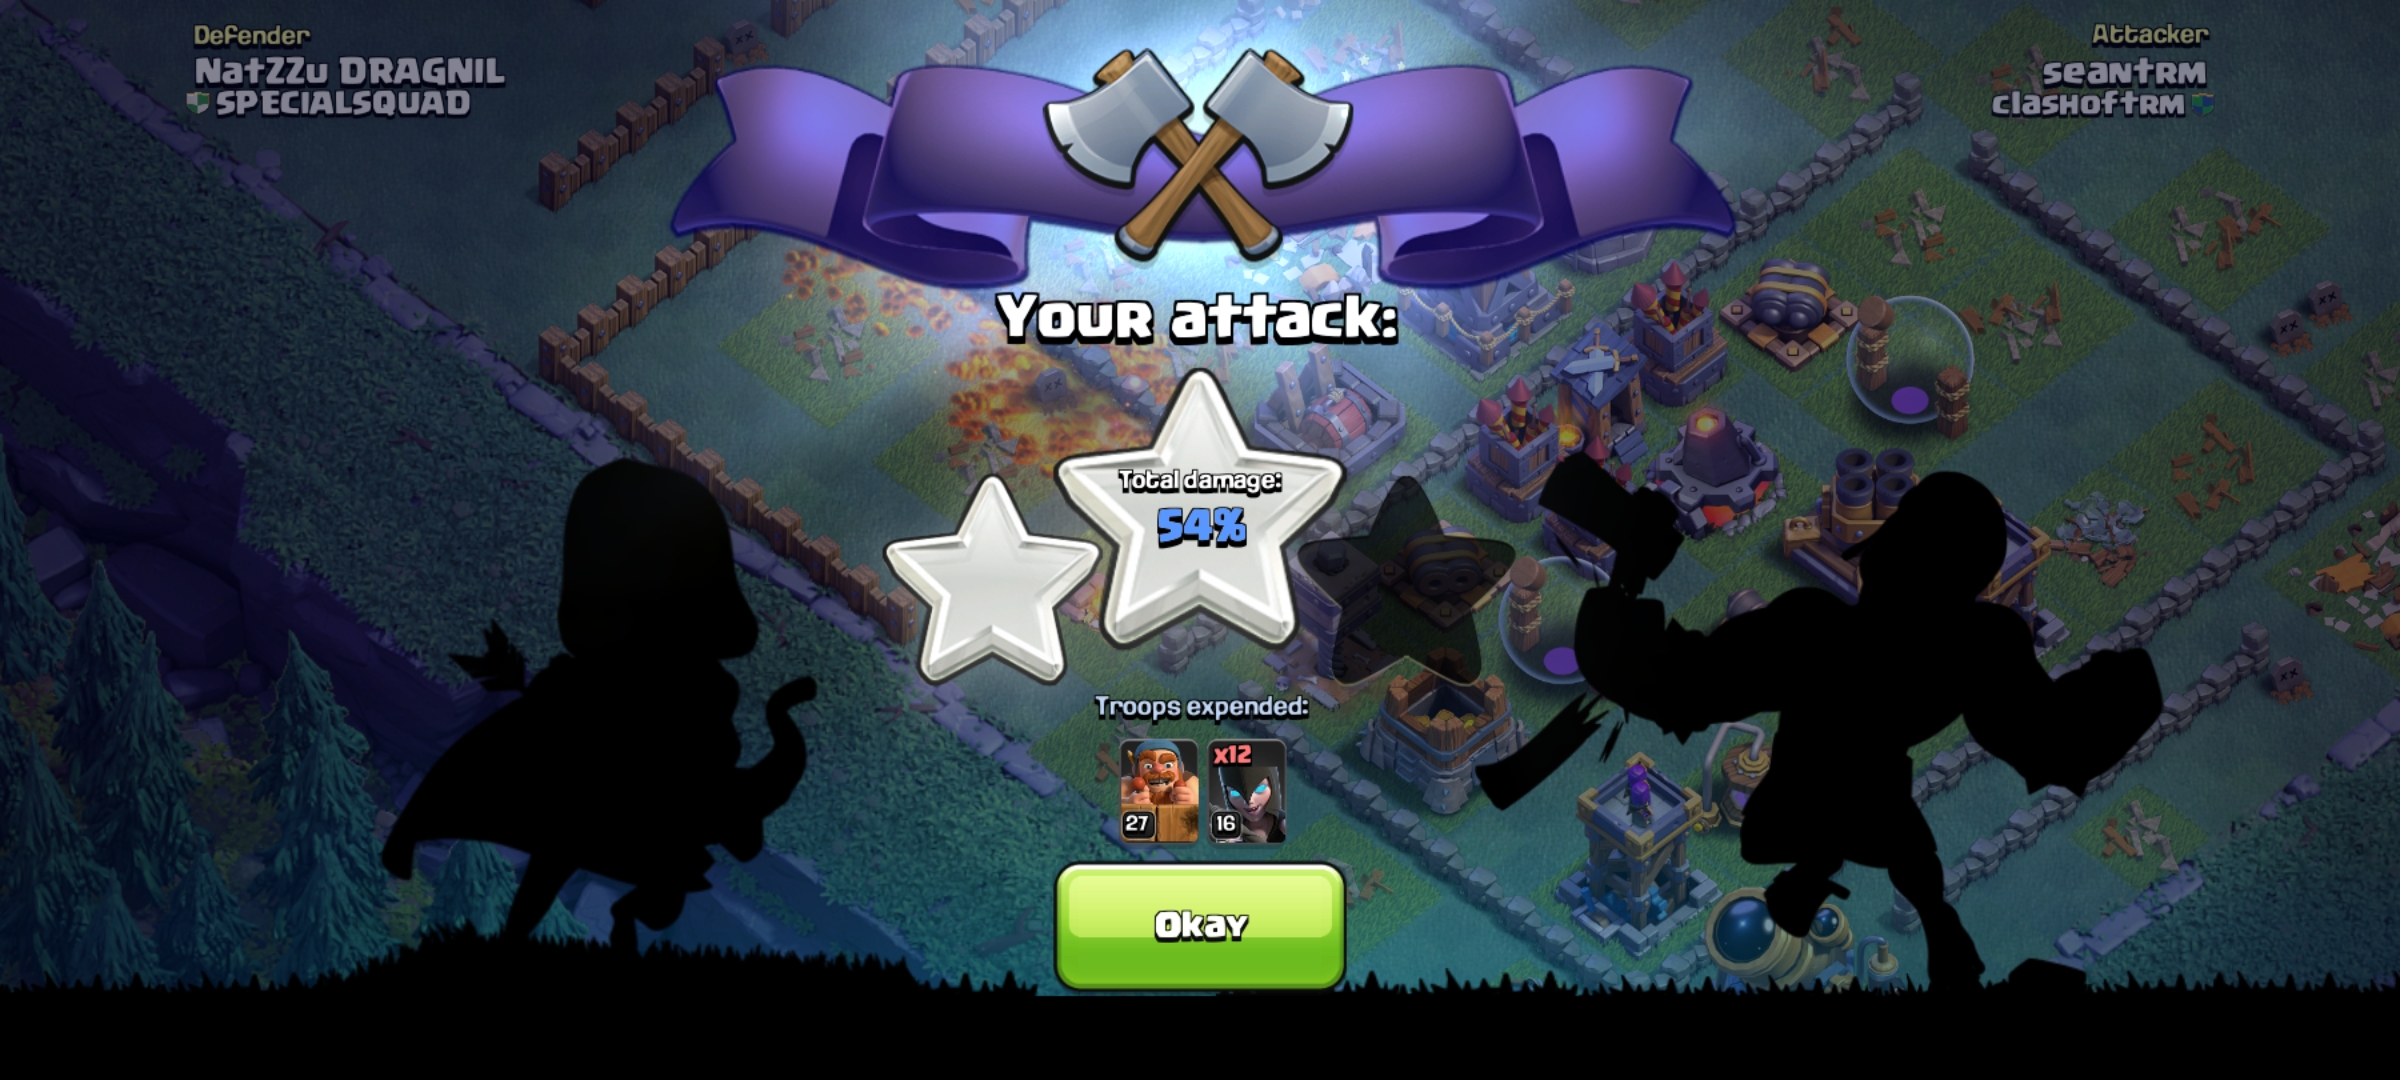 Defender
NatZZu DRAGNIL
SPECIALSQUAD
Attacker
seantRM
clashoftRM
Your attack:
Total damage:
54%
Troops expended:
x12
27
16
Okay